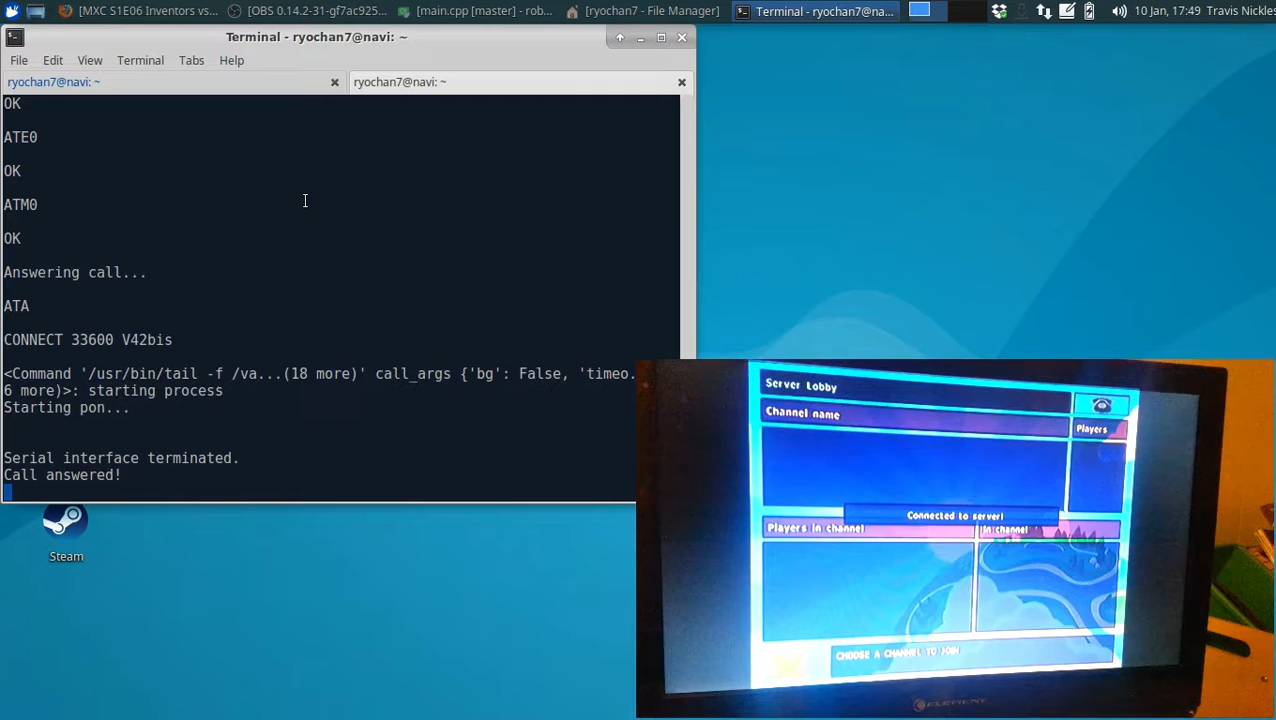 [MXC S1E06 Inventors vs...
[OBS 0.14.2-31-gf7ac925...
[main.cpp [master] - rob...
[ryochan7 - File Manager]
Terminal - ryochan7@na...
10 Jan, 17:49
Travis Nickles
Terminal - ryochan7@navi: ~
File Edit View Terminal Tabs Help
ryochan7@navi: ~
ryochan7@navi: ~
OK
ATE0
OK
ATM0
OK
Answering call...
ATA
CONNECT 33600 V42bis
<Command '/usr/bin/tail -f /va...(18 more)' call_args {'bg': False, 'timeo.
6 more)>: starting process
Starting pon...
Serial interface terminated.
Call answered!
Steam
Server Lobby
Channel name
Players
Connected to server!
Players in channel
In channel
CHOOSE A CHANNEL TO JOIN
ELEMENT